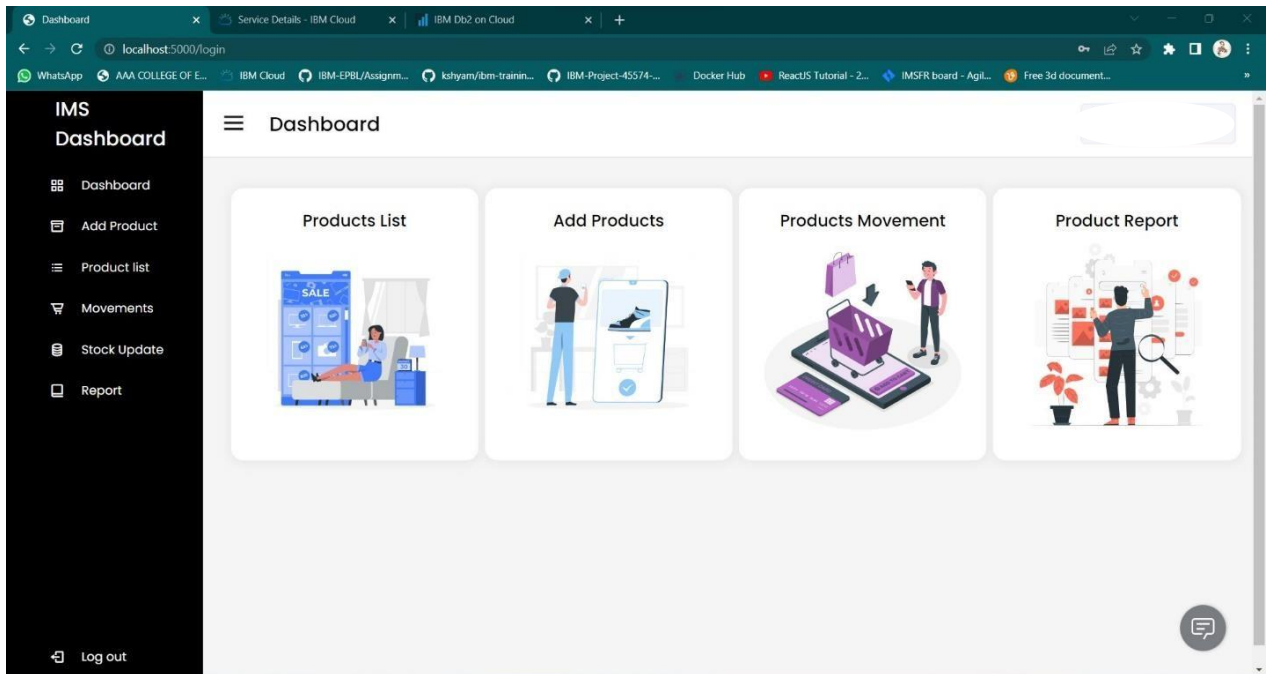 Dashboard
Service Details - IBM Cloud
IBM Db2 on Cloud
localhost:5000/login
WhatsApp
AAA COLLEGE OF E...
IBM Cloud
IBM-EPBL/Assignm...
kshyam/ibm-trainin...
IBM-Project-45574-...
Docker Hub
ReactJS Tutorial - 2...
IMSFR board - Agil...
Free 3d document...
IMS
Dashboard
Dashboard
Dashboard
Add Product
Product list
Movements
Stock Update
Report
Log out
Products List
SALE
Add Products
Products Movement
Product Report